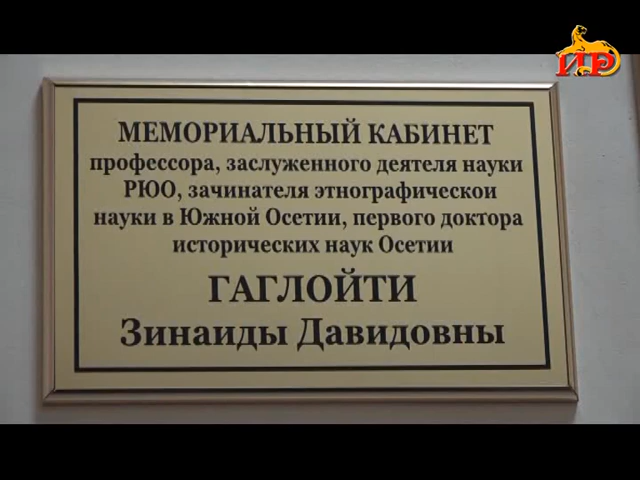 ИР
МЕМОРИАЛЬНЫЙ КАБИНЕТ
профессора, заслуженного деятеля науки
РЮО, зачинателя этнографическои
науки в Южной Осетии, первого доктора
исторических наук Осетии
ГАГЛОЙТИ
Зинаиды Давидовны